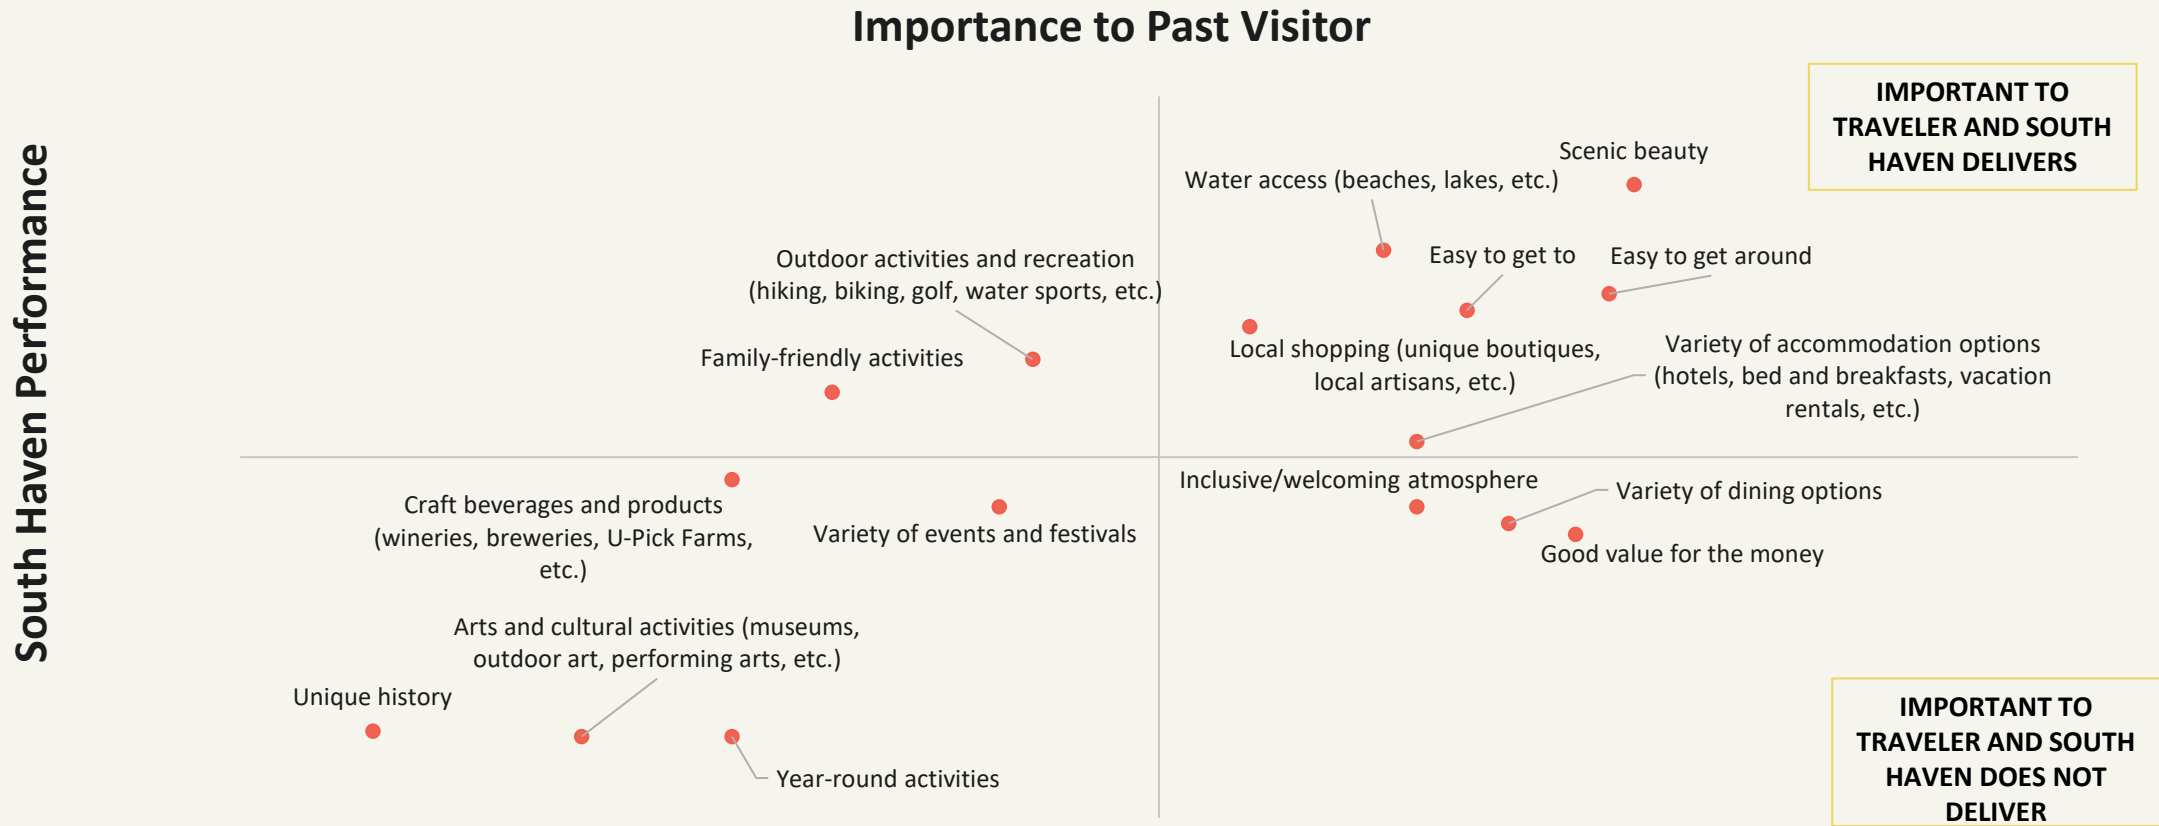 Importance to Past Visitor
South Haven Performance
IMPORTANT TO
TRAVELER AND SOUTH
HAVEN DELIVERS
Scenic beauty
Water access (beaches, lakes, etc.)
Easy to get to
Easy to get around
Outdoor activities and recreation
(hiking, biking, golf, water sports, etc.)
Family-friendly activities
Local shopping (unique boutiques,
local artisans, etc.)
Variety of accommodation options
(hotels, bed and breakfasts, vacation
rentals, etc.)
Craft beverages and products
(wineries, breweries, U-Pick Farms,
etc.)
Variety of events and festivals
Inclusive/welcoming atmosphere
Variety of dining options
Good value for the money
Arts and cultural activities (museums,
outdoor art, performing arts, etc.)
Unique history
Year-round activities
IMPORTANT TO
TRAVELER AND SOUTH
HAVEN DOES NOT
DELIVER